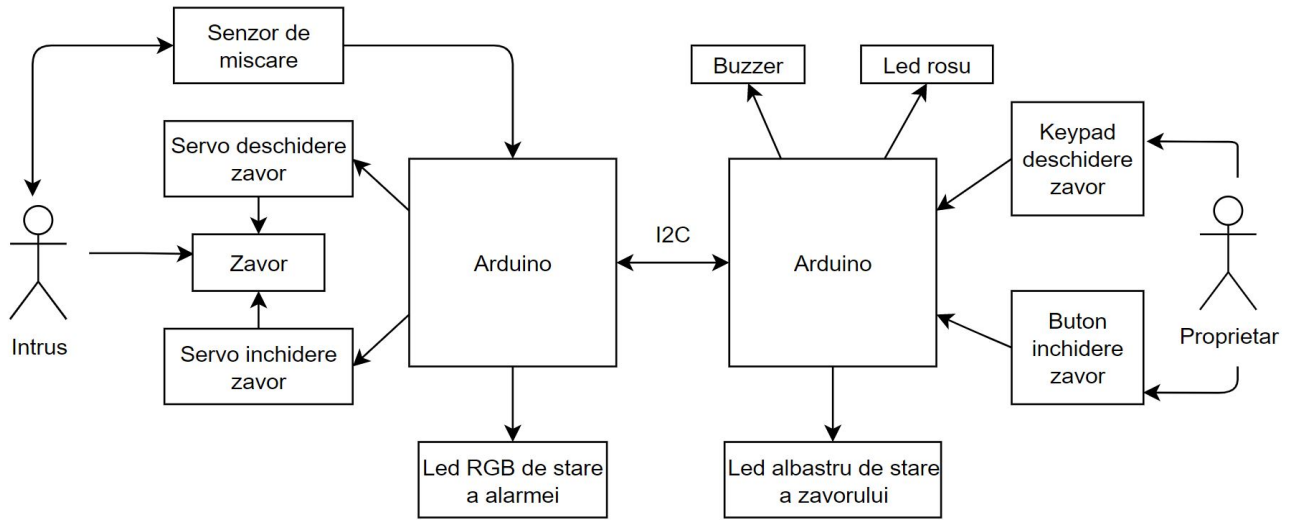 Senzor de
miscare
Buzzer
Led rosu
Servo deschidere
zavor
Keypad
deschidere
zavor
Zavor
Arduino
I2C
Arduino
Intrus
Servo inchidere
zavor
Buton
inchidere
zavor
Proprietar
Led RGB de stare
a alarmei
Led albastru de stare
a zavorului